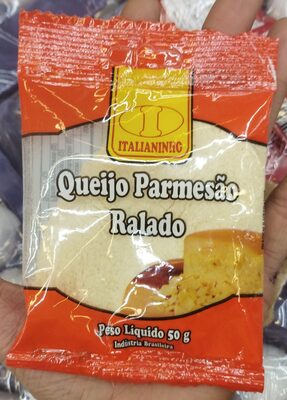 I
ITALIANINHO
Queijo Parmesão
Ralado
Peso Líquido 50 g
Indústria Brasileira